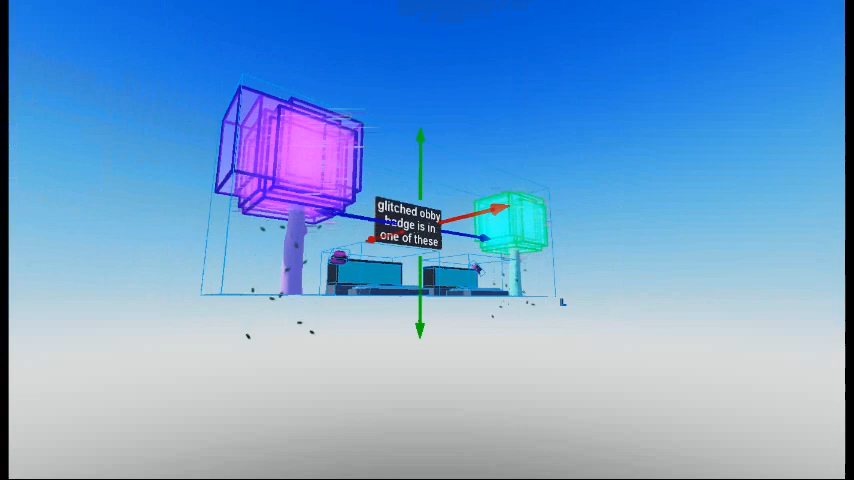 glitched obby
badge is in
one of these
L